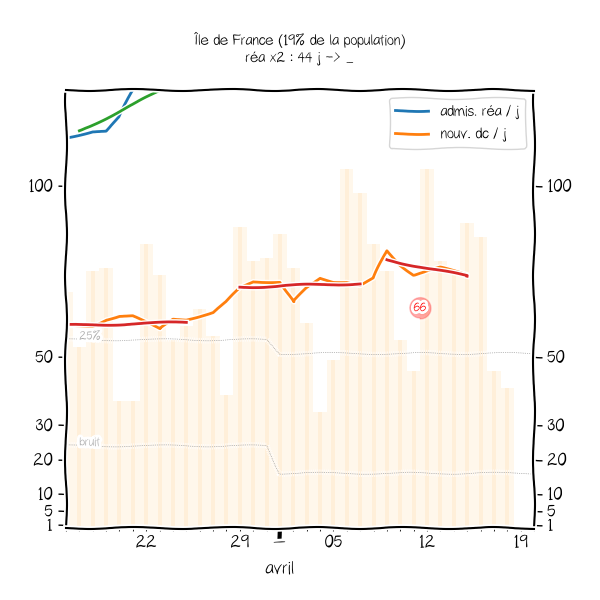 Île de France (19% de la population)
réa x2 : 44 j -> _
admis. réa / j
nouv. dc / j
100 100
66
25%
50 50
30 30
bruit
20 20
10 10
5 5
1 1
22 29 05 12 19
avril